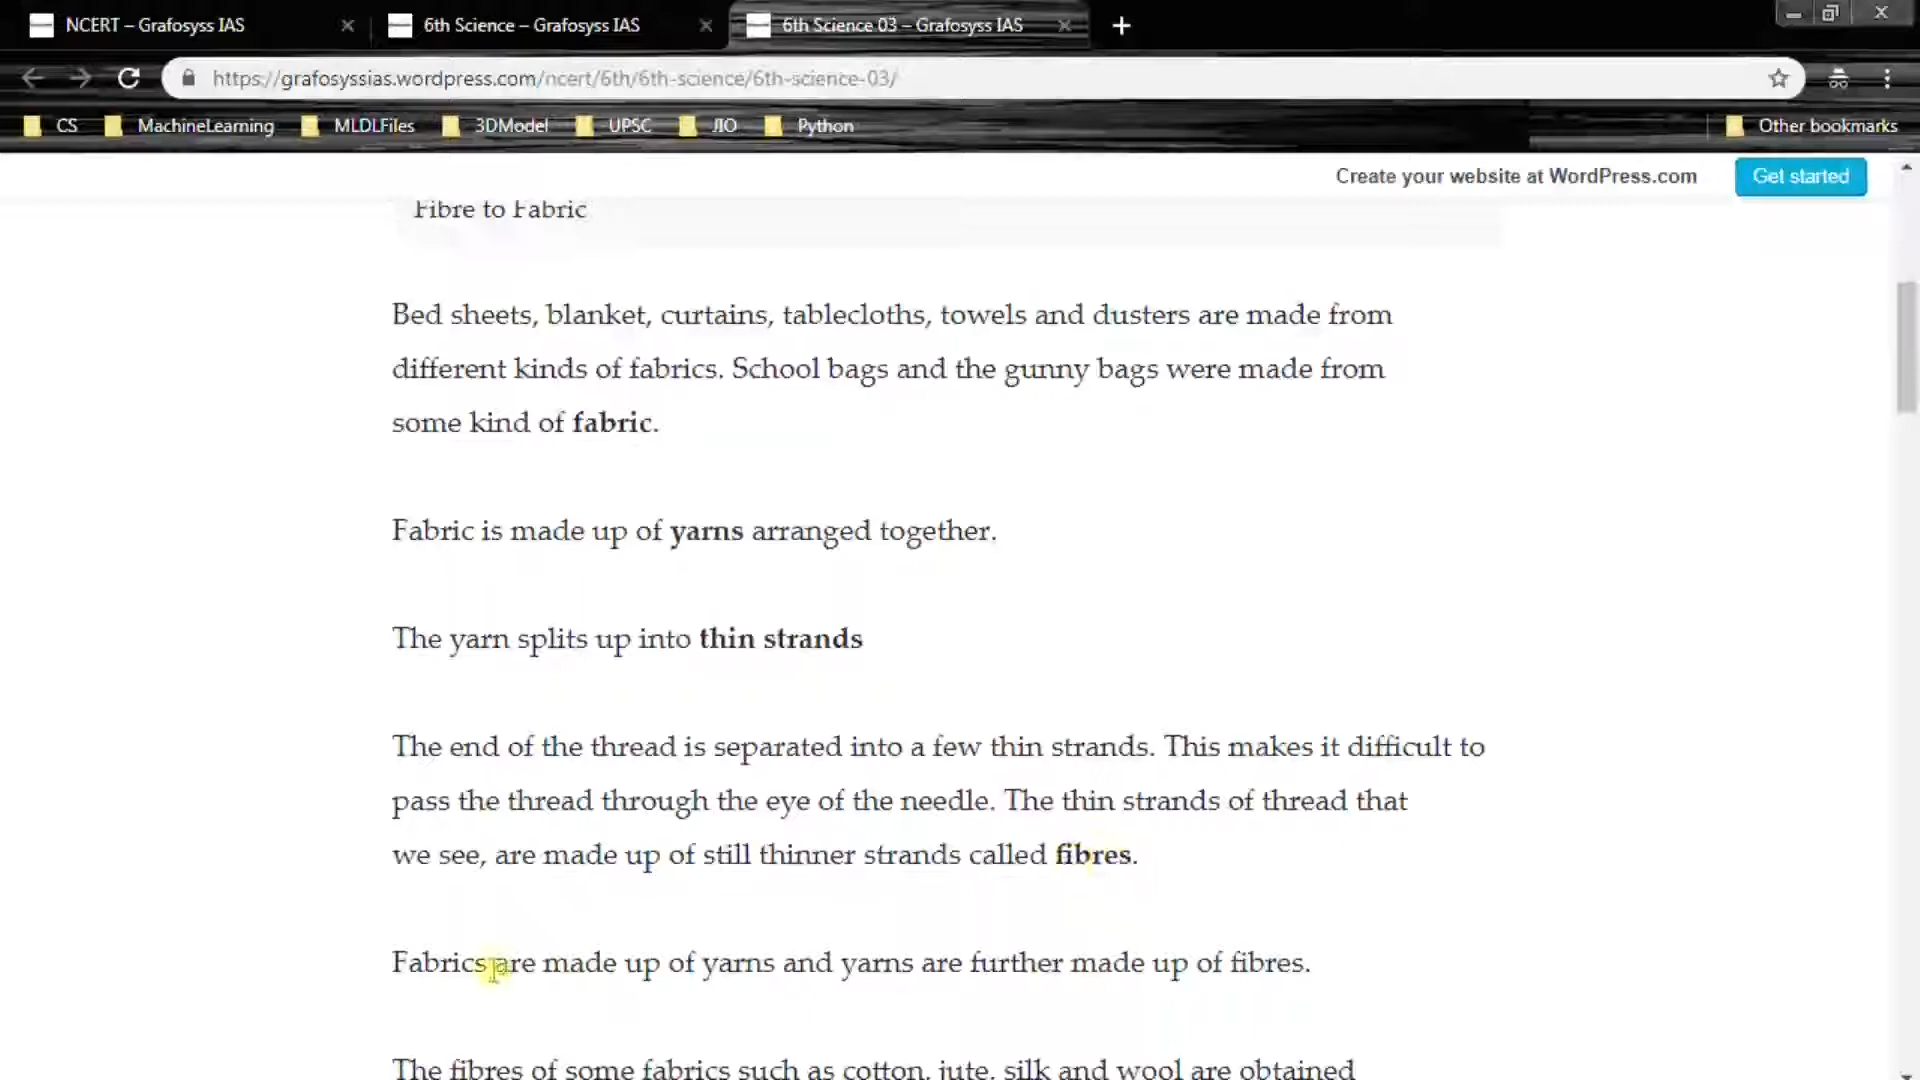 NCERT – Grafosyss IAS
6th Science – Grafosyss IAS
6th Science 03 – Grafosyss IAS
https://grafosyssias.wordpress.com/ncert/6th/6th-science/6th-science-03/
CS MachineLearning MLDLFiles 3DModel UPSC JIO Python Other bookmarks
Create your website at WordPress.com Get started
Fibre to Fabric
Bed sheets, blanket, curtains, tablecloths, towels and dusters are made from
different kinds of fabrics. School bags and the gunny bags were made from
some kind of fabric.
Fabric is made up of yarns arranged together.
The yarn splits up into thin strands
The end of the thread is separated into a few thin strands. This makes it difficult to
pass the thread through the eye of the needle. The thin strands of thread that
we see, are made up of still thinner strands called fibres.
Fabrics are made up of yarns and yarns are further made up of fibres.
The fibres of some fabrics such as cotton, jute, silk and wool are obtained